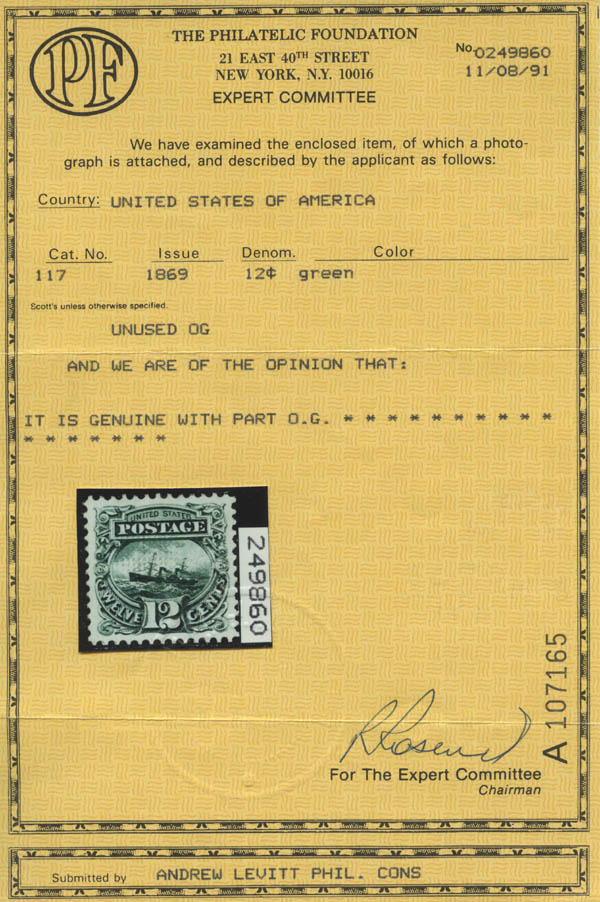 PF
THE PHILATELIC FOUNDATION
21 EAST 40TH STREET
NEW YORK, N.Y. 10016
EXPERT COMMITTEE
No. 0249860
11/08/91
We have examined the enclosed item, of which a photo-
graph is attached, and described by the applicant as follows:
Country: UNITED STATES OF AMERICA
Cat. No. Issue Denom. Color
117 1869 12¢ green
Scott's unless otherwise specified.
UNUSED OG
AND WE ARE OF THE OPINION THAT:
IT IS GENUINE WITH PART O.G. * * * * * * * * * *
* * * * * * *
UNITED STATES
POSTAGE
TWELVE 12 CENTS
249860
A 107165
For The Expert Committee
Chairman
Submitted by ANDREW LEVITT PHIL. CONS